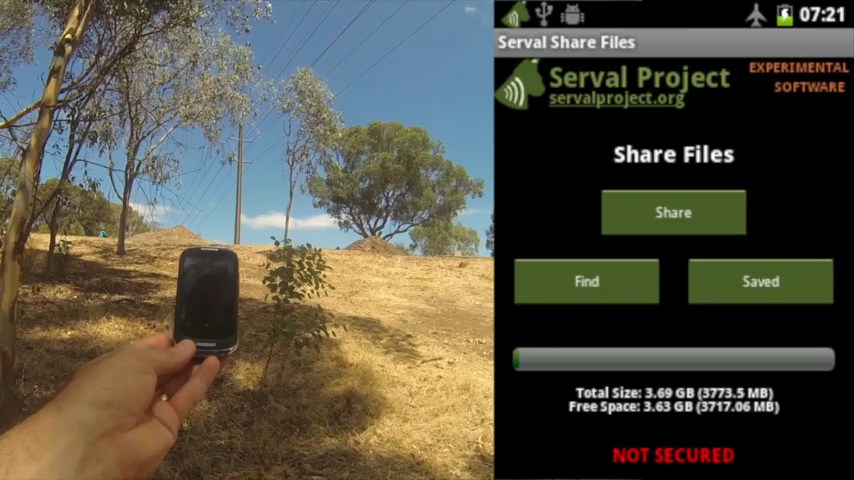 07:21
Serval Share Files
Serval Project
servalproject.org
EXPERIMENTAL
SOFTWARE
Share Files
Share
Find
Saved
Total Size: 3.69 GB (3773.5 MB)
Free Space: 3.63 GB (3717.06 MB)
NOT SECURED